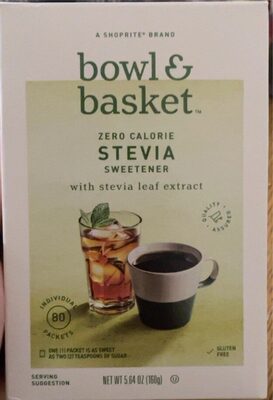 A SHOPRITE® BRAND
bowl &
basket™
ZERO CALORIE
STEVIA
SWEETENER
with stevia leaf extract
• QUALITY •
ASSURED
INDIVIDUAL
80
PACKETS
ONE (1) PACKET IS AS SWEET
AS TWO (2) TEASPOONS OF SUGAR
GLUTEN
FREE
SERVING
SUGGESTION
NET WT 5.64 OZ (160g)
U